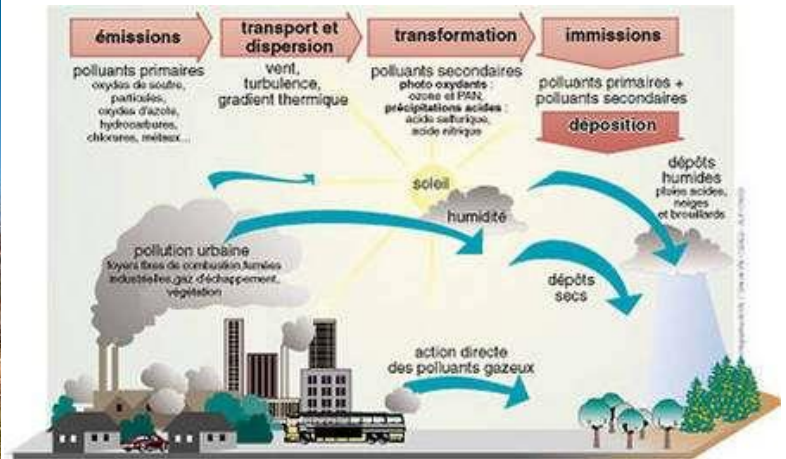 émissions
polluants primaires
oxydes de soufre,
particules,
oxydes d'azote,
hydrocarbures,
chlorures, métaux...
transport et
dispersion
vent,
turbulence,
gradient thermique
transformation
polluants secondaires
photo oxydants :
ozone et PAN,
précipitations acides :
acide sulfurique,
acide nitrique
immissions
polluants primaires +
polluants secondaires
déposition
dépôts
humides
pluies acides,
neiges
et brouillards
soleil
humidité
pollution urbaine
foyers fixes de combustion,fumées
industrielles,gaz d'échappement,
végétation
dépôts
secs
action directe
des polluants gazeux